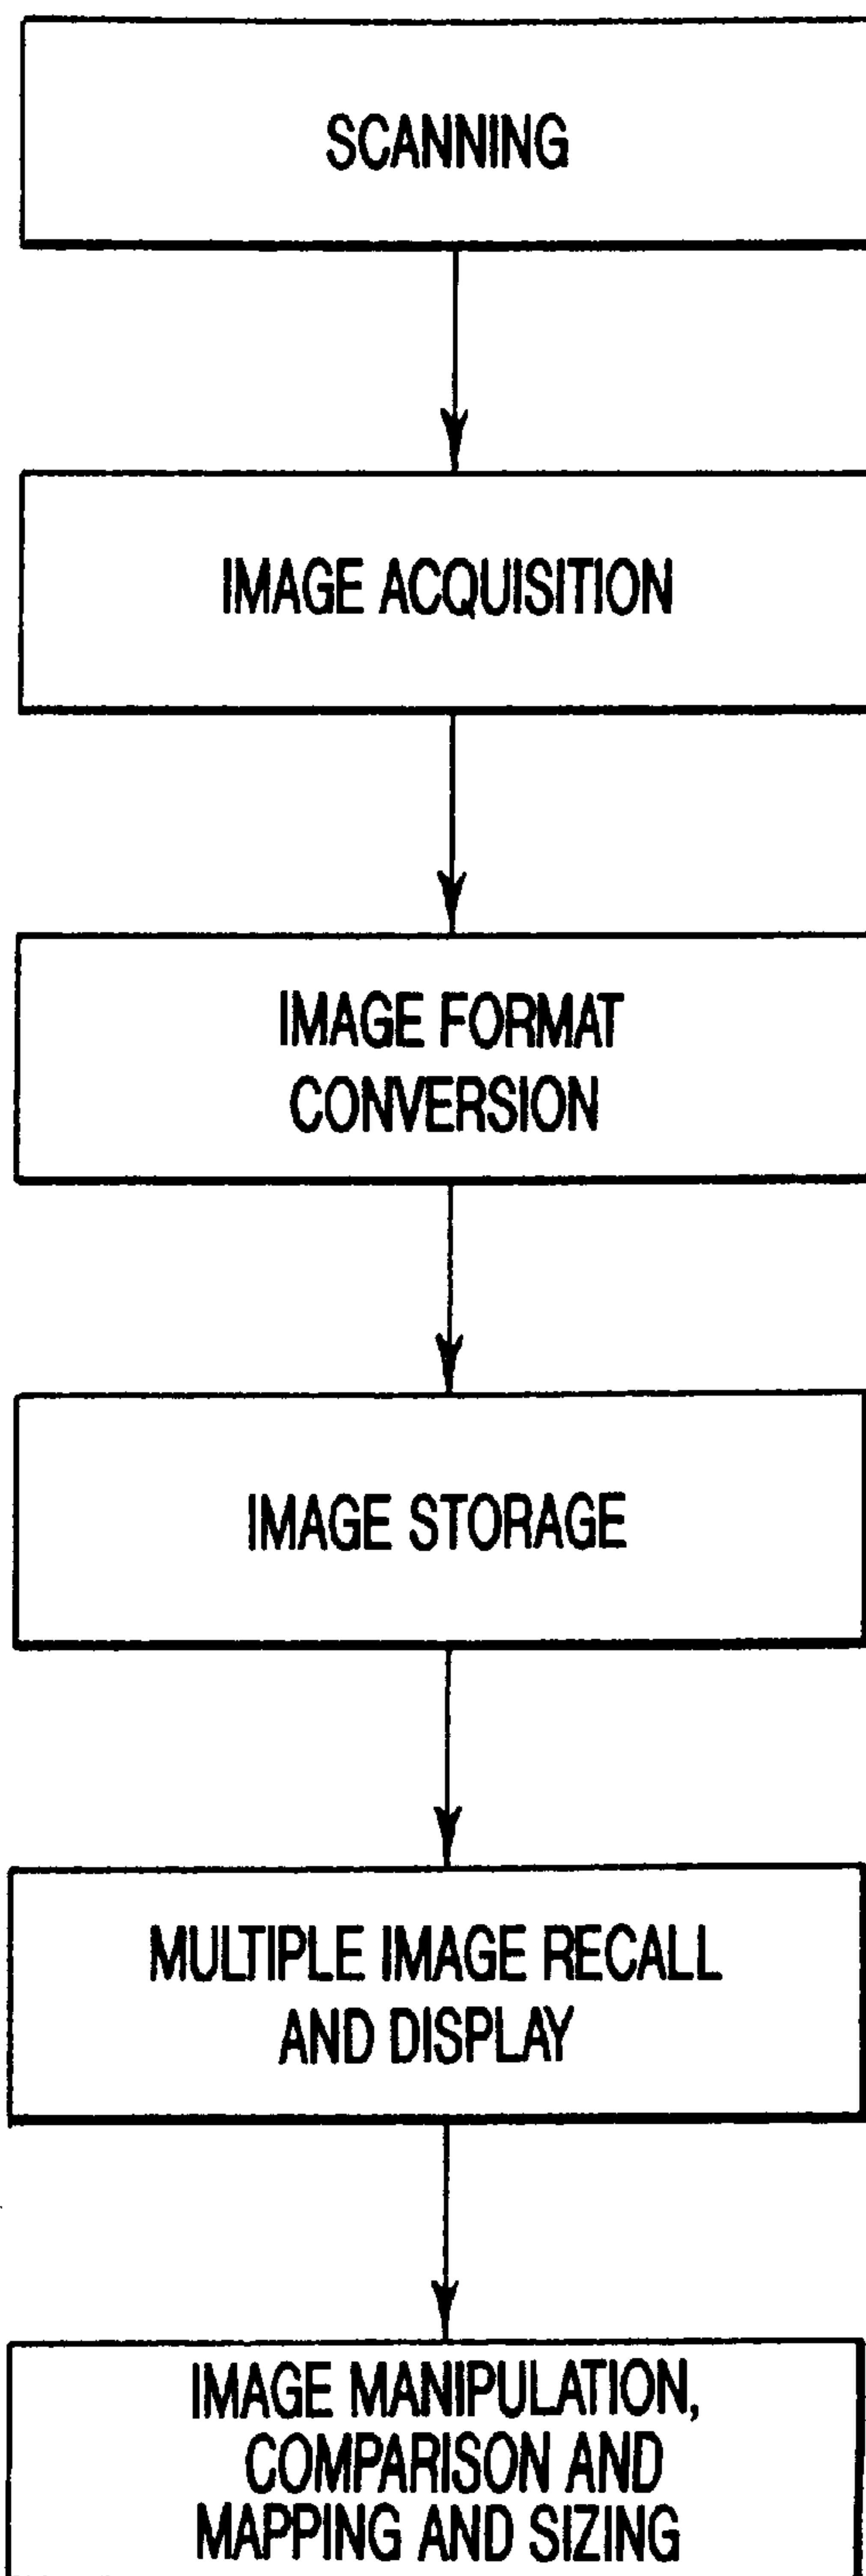 SCANNING
IMAGE ACQUISITION
IMAGE FORMAT
CONVERSION
IMAGE STORAGE
MULTIPLE IMAGE RECALL
AND DISPLAY
IMAGE MANIPULATION,
COMPARISON AND
MAPPING AND SIZING